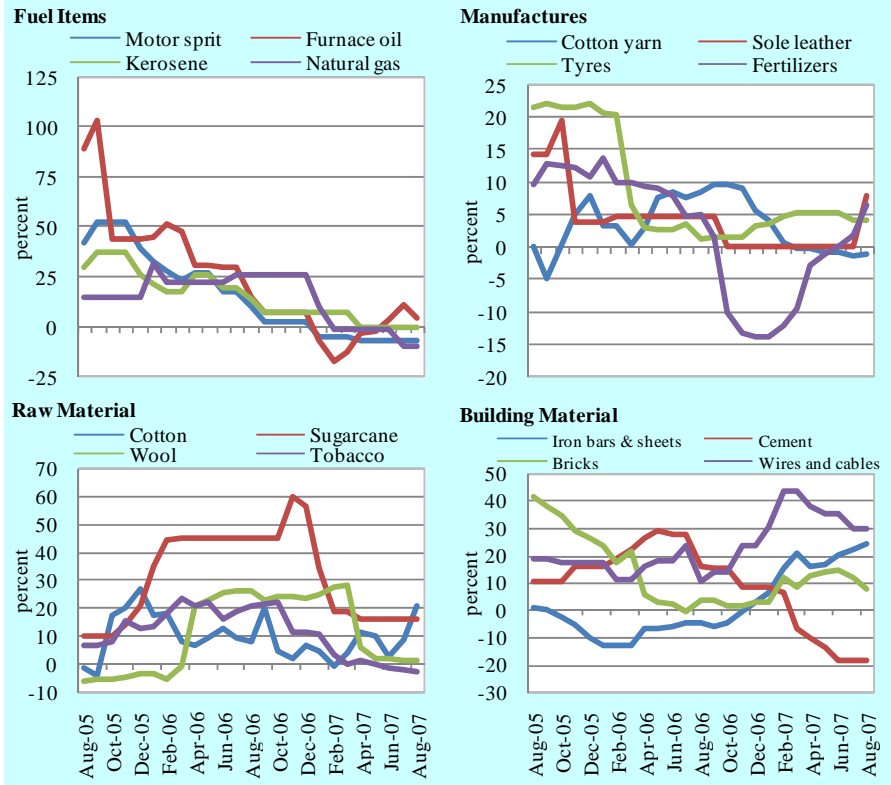 Fuel Items
Motor sprit Furnace oil
Kerosene Natural gas
125
100
75
50
25
0
-25
percent
Manufactures
Cotton yarn Sole leather
Tyres Fertilizers
25
20
15
10
5
0
-5
-10
-15
-20
percent
Raw Material
Cotton Sugarcane
Wool Tobacco
70
60
50
40
30
20
10
0
-10
percent
Aug-05 Oct-05 Dec-05 Feb-06 Apr-06 Jun-06 Aug-06 Oct-06 Dec-06 Feb-07 Apr-07 Jun-07 Aug-07
Building Material
Iron bars & sheets Cement
Bricks Wires and cables
50
40
30
20
10
0
-10
-20
-30
percent
Aug-05 Oct-05 Dec-05 Feb-06 Apr-06 Jun-06 Aug-06 Oct-06 Dec-06 Feb-07 Apr-07 Jun-07 Aug-07